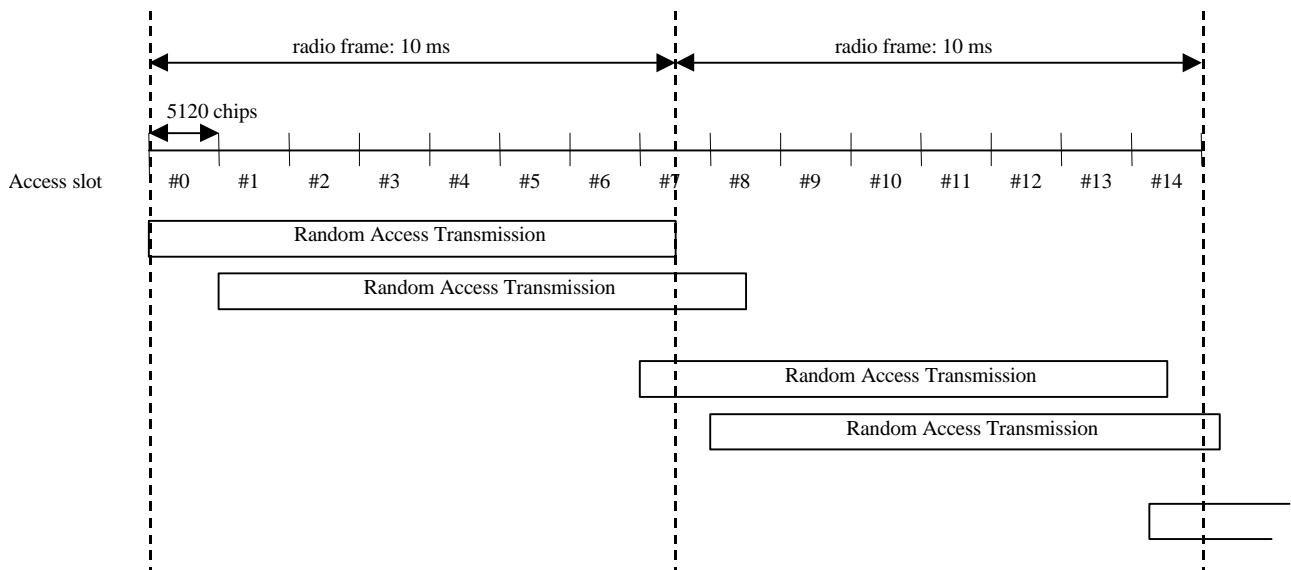 radio frame: 10 ms radio frame: 10 ms
5120 chips
Access slot #0 #1 #2 #3 #4 #5 #6 #7 #8 #9 #10 #11 #12 #13 #14
Random Access Transmission
Random Access Transmission
Random Access Transmission
Random Access Transmission